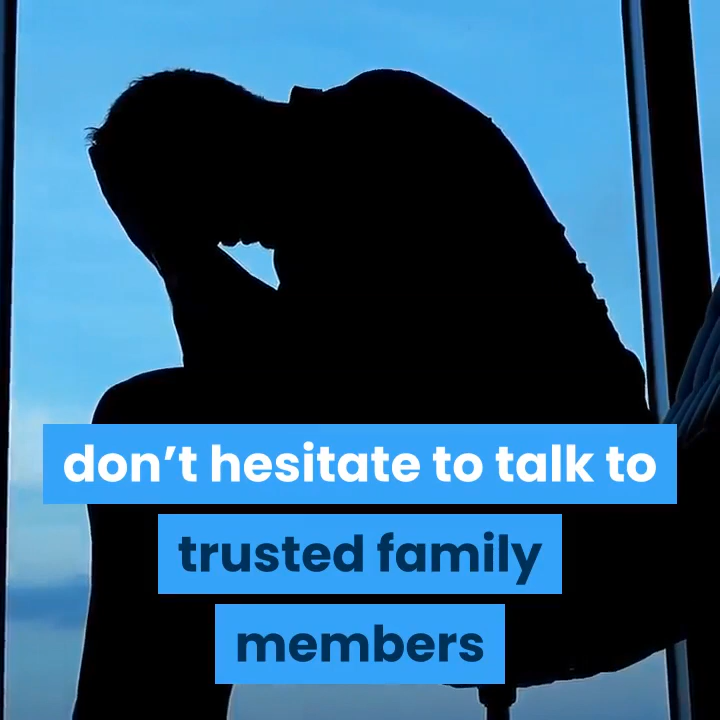 don’t hesitate to talk to
trusted family
members